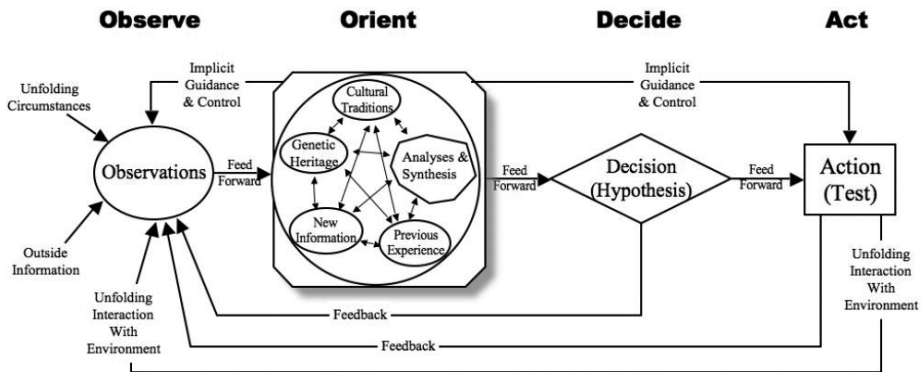 Observe Orient Decide Act
Implicit
Guidance
& Control
Implicit
Guidance
& Control
Unfolding
Circumstances
Cultural
Traditions
Genetic
Heritage
Analyses &
Synthesis
New
Information
Previous
Experience
Observations
Feed
Forward
Feed
Forward
Decision
(Hypothesis)
Feed
Forward
Action
(Test)
Outside
Information
Unfolding
Interaction
With
Environment
Feedback
Feedback
Unfolding
Interaction
With
Environment